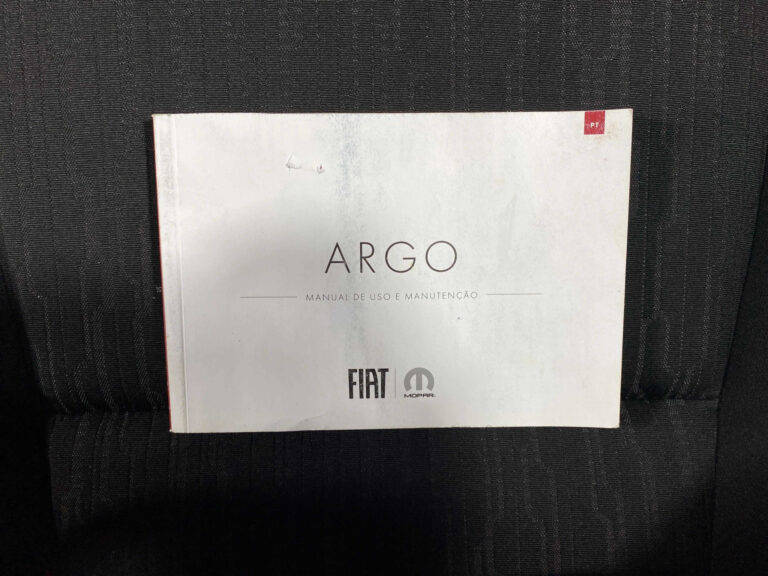 PT
ARGO
MANUAL DE USO E MANUTENÇÃO
FIAT
MOPAR